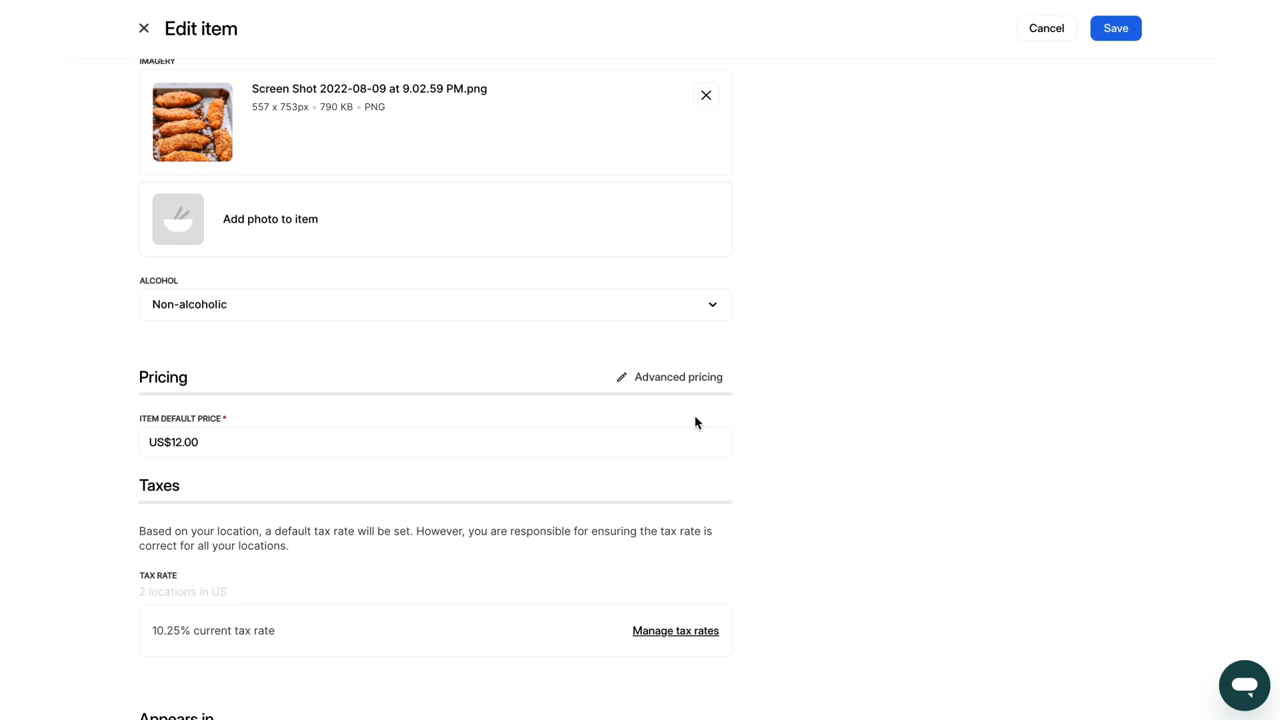 Edit item
Cancel
Save
IMAGERY
Screen Shot 2022-08-09 at 9.02.59 PM.png
557 x 753px • 790 KB • PNG
Add photo to item
ALCOHOL
Non-alcoholic
Pricing
Advanced pricing
ITEM DEFAULT PRICE *
US$12.00
Taxes
Based on your location, a default tax rate will be set. However, you are responsible for ensuring the tax rate is
correct for all your locations.
TAX RATE
2 locations in US
10.25% current tax rate
Manage tax rates
Appears in